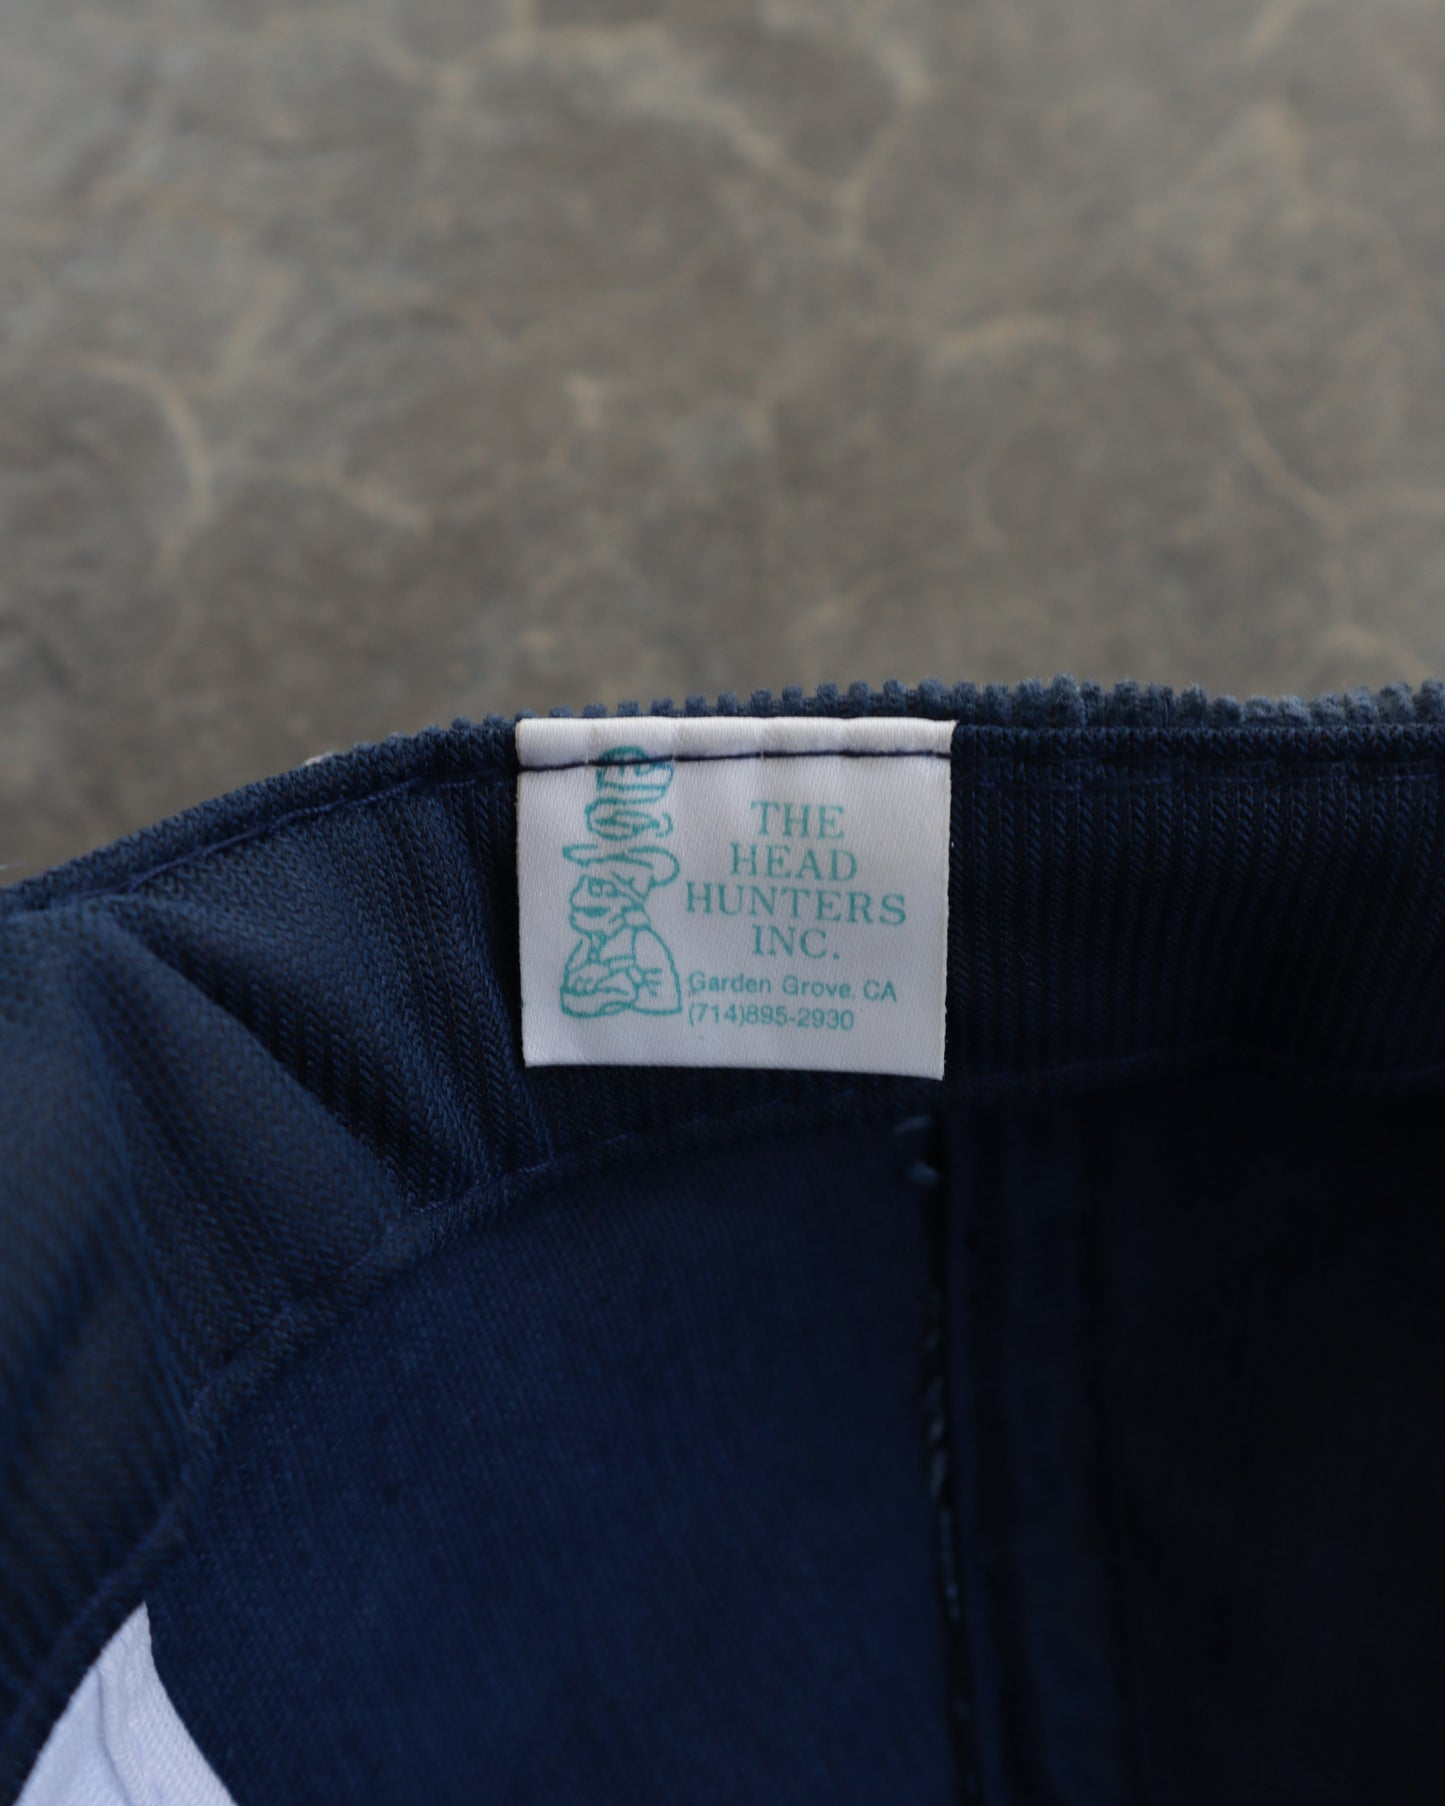 THE
HEAD
HUNTERS
INC.
Garden Grove, CA
(714)895-2930